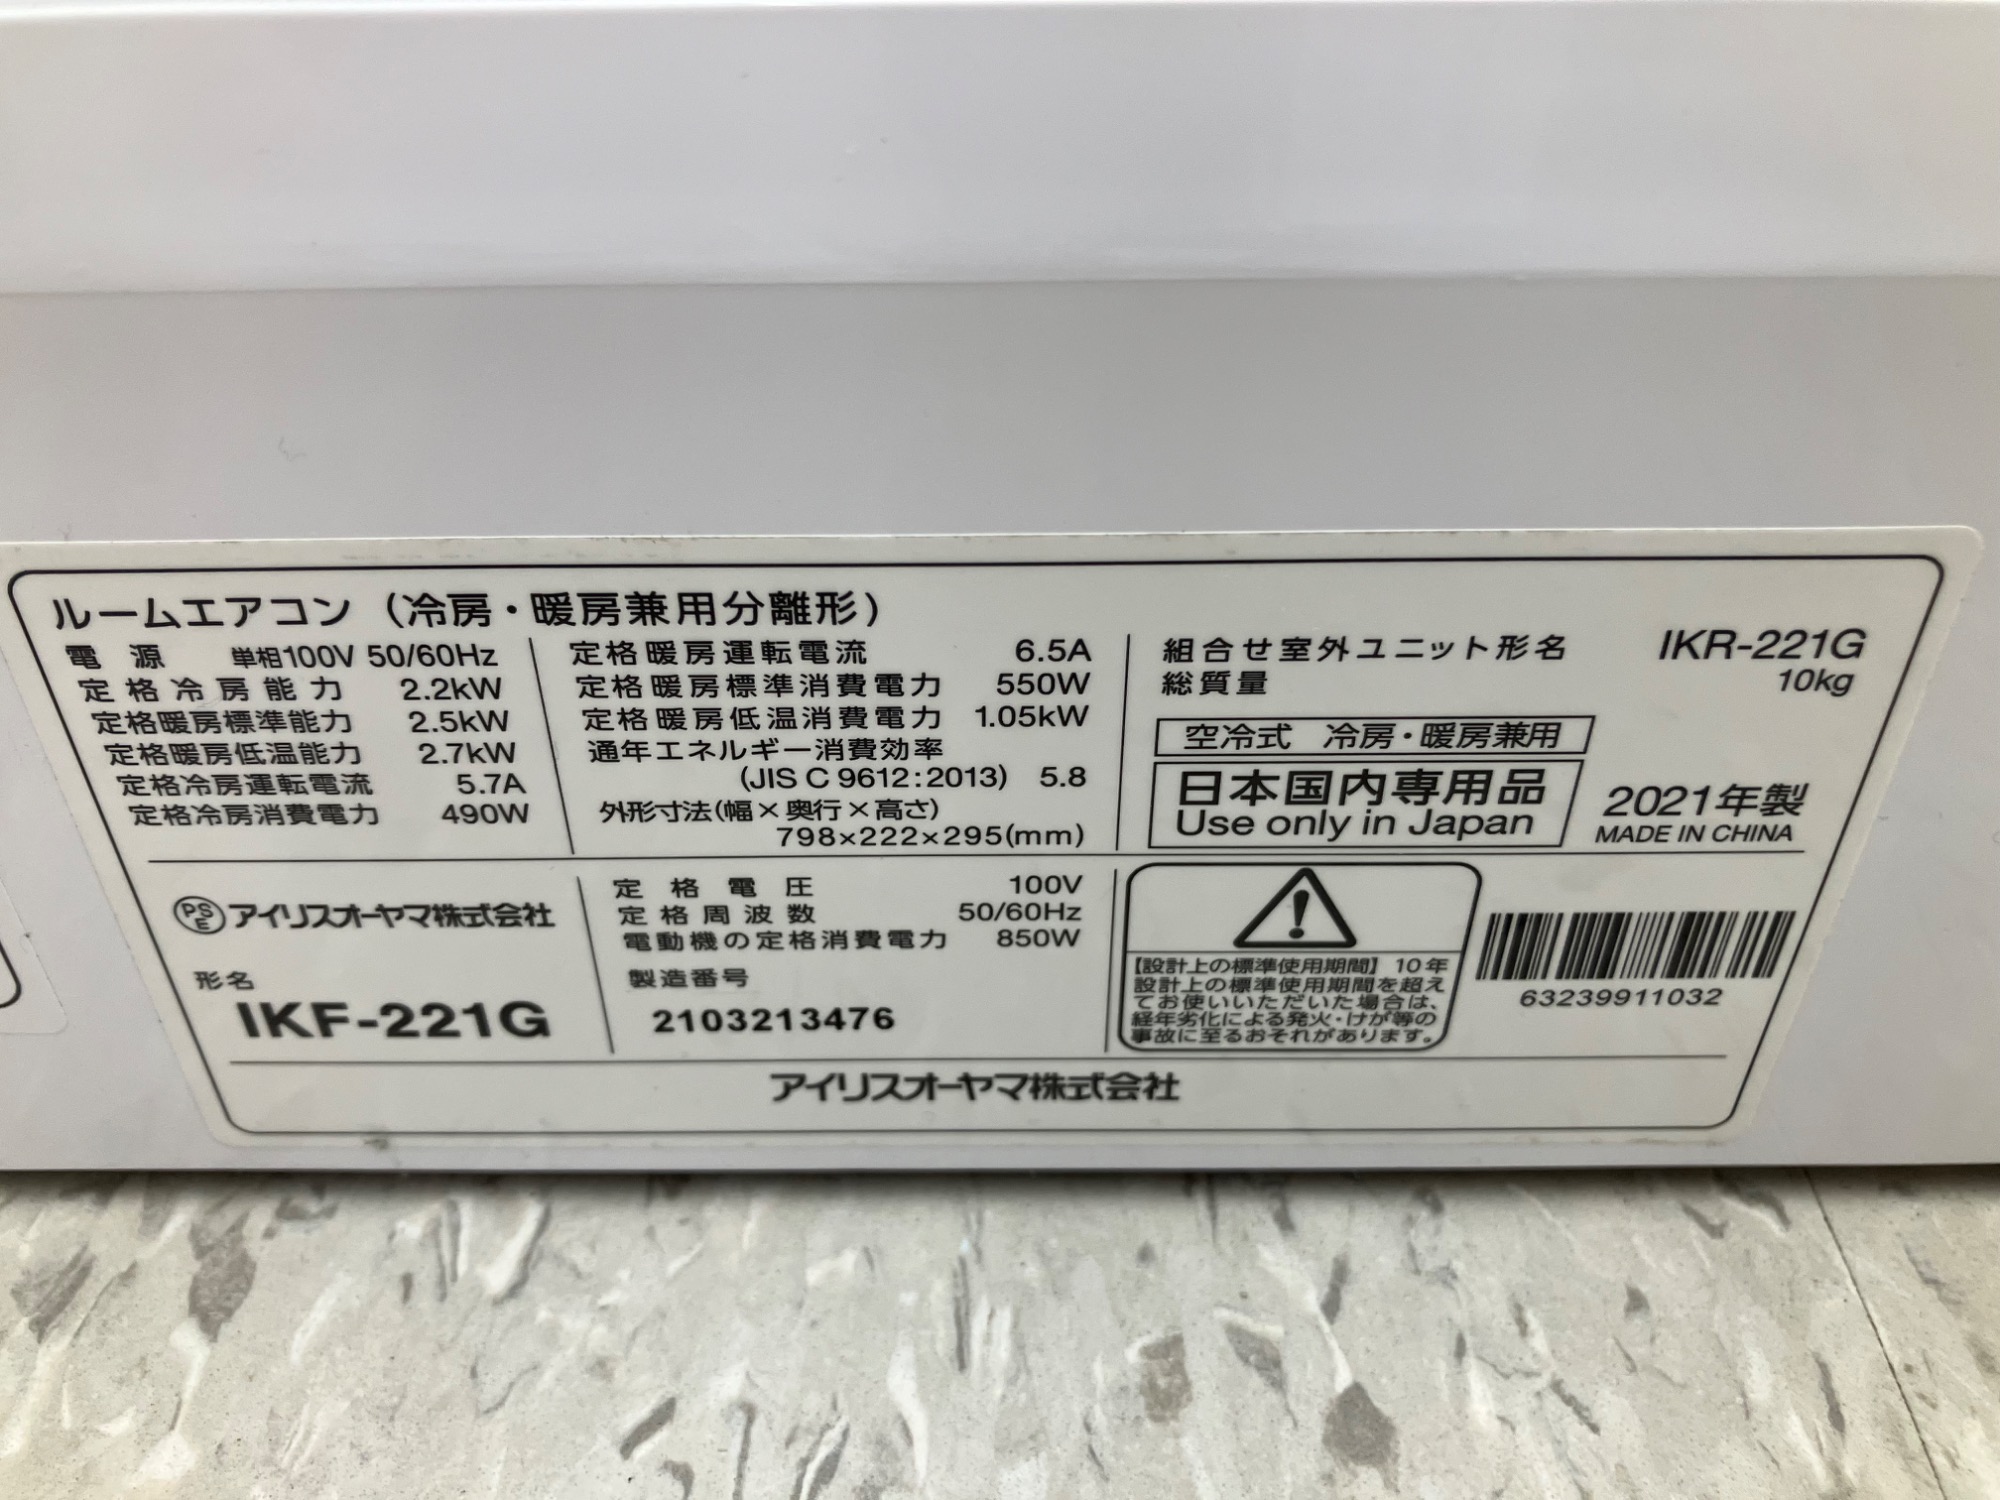 ルームエアコン（冷房・暖房兼用分離形）
電源 単相100V 50/60Hz
定格冷房能力 2.2kW
定格暖房標準能力 2.5kW
定格暖房低温能力 2.7kW
定格冷房運転電流 5.7A
定格冷房消費電力 490W
定格暖房運転電流 6.5A
定格暖房標準消費電力 550W
定格暖房低温消費電力 1.05kW
通年エネルギー消費効率
(JIS C 9612:2013) 5.8
外形寸法(幅×奥行×高さ)
798×222×295(mm)
組合せ室外ユニット形名 IKR-221G
総質量 10kg
空冷式 冷房・暖房兼用
日本国内専用品
Use only in Japan
2021年製
MADE IN CHINA
PSE アイリスオーヤマ株式会社
形名
IKF-221G
定格電圧 100V
定格周波数 50/60Hz
電動機の定格消費電力 850W
製造番号
2103213476
【設計上の標準使用期間】10年
設計上の標準使用期間を超え
てお使いいただいた場合は、
経年劣化による発火・けが等の
事故に至るおそれがあります。
63239911032
アイリスオーヤマ株式会社